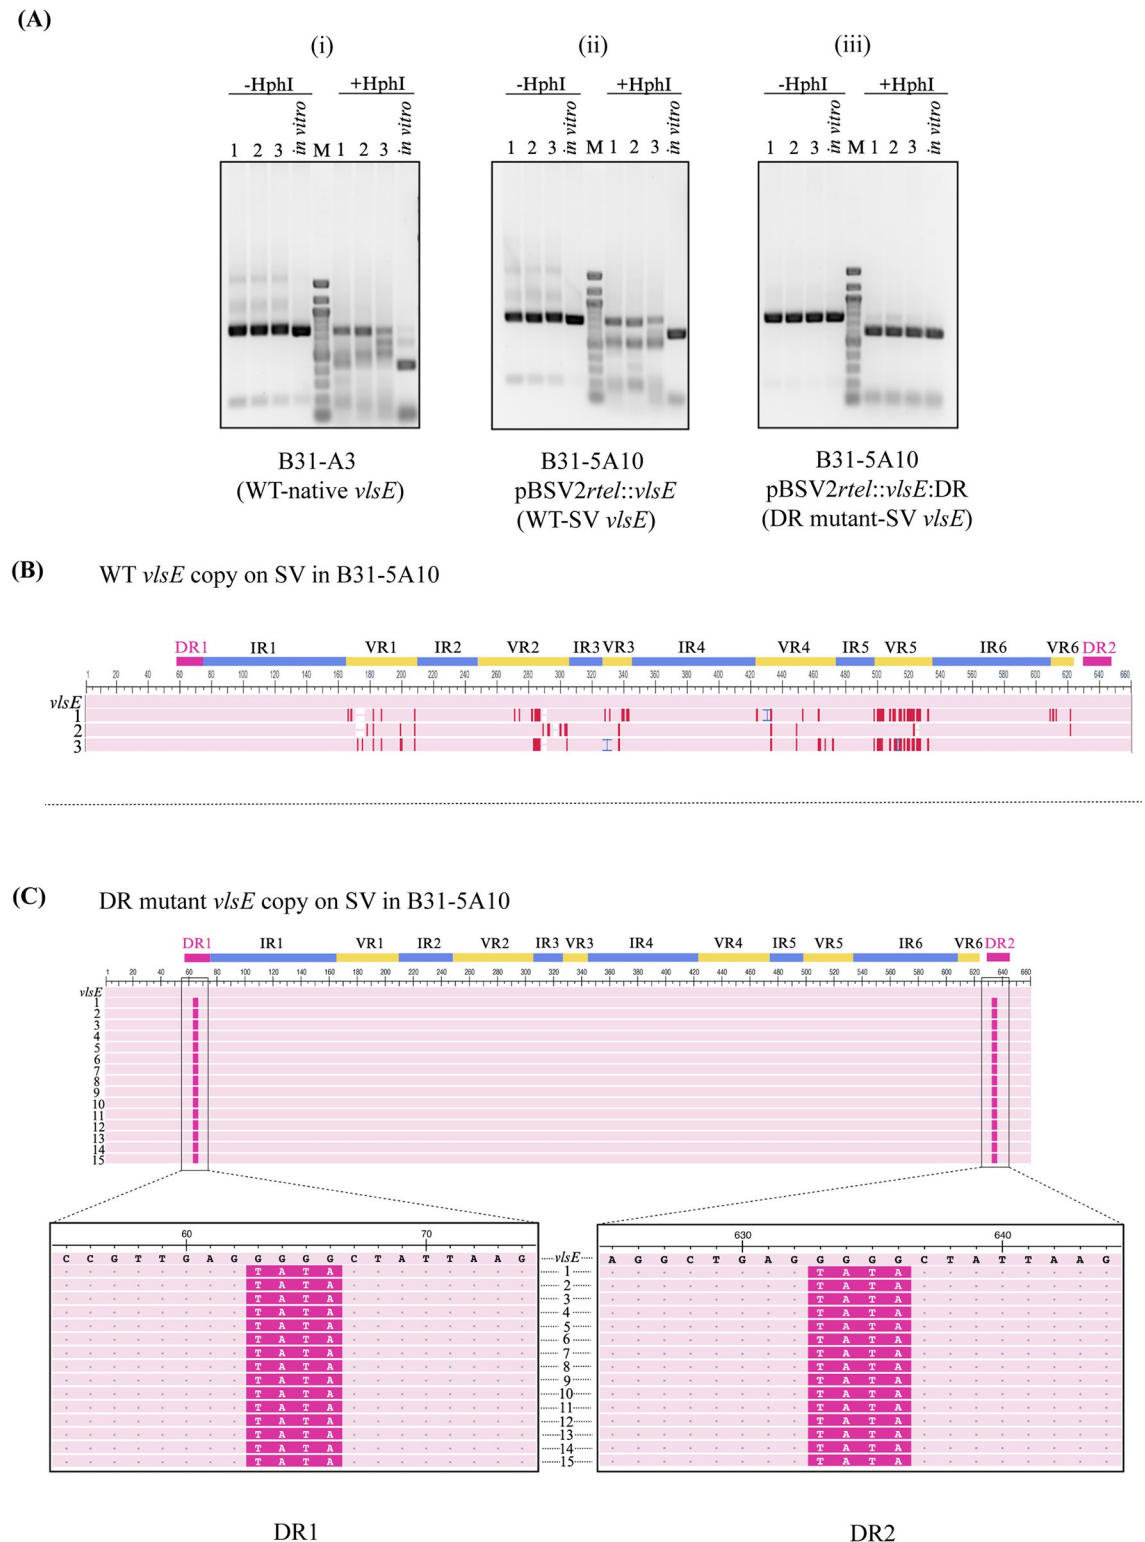 (A)
(i) (ii) (iii)
-HphI +HphI -HphI +HphI -HphI +HphI
1 2 3 in vitro M 1 2 3 in vitro 1 2 3 in vitro M 1 2 3 in vitro 1 2 3 in vitro M 1 2 3 in vitro
B31-A3
(WT-native vlsE)
B31-5A10
pBSV2rtel::vlsE
(WT-SV vlsE)
B31-5A10
pBSV2rtel::vlsE:DR
(DR mutant-SV vlsE)
(B) WT vlsE copy on SV in B31-5A10
DR1 IR1 VR1 IR2 VR2 IR3 VR3 IR4 VR4 IR5 VR5 IR6 VR6 DR2
1 20 40 60 80 100 120 140 160 180 200 220 240 260 280 300 320 340 360 380 400 420 440 460 480 500 520 540 560 580 600 620 640 660
vlsE
1
2
3
(C) DR mutant vlsE copy on SV in B31-5A10
DR1 IR1 VR1 IR2 VR2 IR3 VR3 IR4 VR4 IR5 VR5 IR6 VR6 DR2
1 20 40 60 80 100 120 140 160 180 200 220 240 260 280 300 320 340 360 380 400 420 440 460 480 500 520 540 560 580 600 620 640 660
vlsE
1
2
3
4
5
6
7
8
9
10
11
12
13
14
15
60 70 630 640
C C G T T G A G G G G C T A T T A A G vlsE A G G C T G A G G G G C T A T T A A G
T A T A 1 T A T A
T A T A 2 T A T A
T A T A 3 T A T A
T A T A 4 T A T A
T A T A 5 T A T A
T A T A 6 T A T A
T A T A 7 T A T A
T A T A 8 T A T A
T A T A 9 T A T A
T A T A 10 T A T A
T A T A 11 T A T A
T A T A 12 T A T A
T A T A 13 T A T A
T A T A 14 T A T A
T A T A 15 T A T A
DR1 DR2